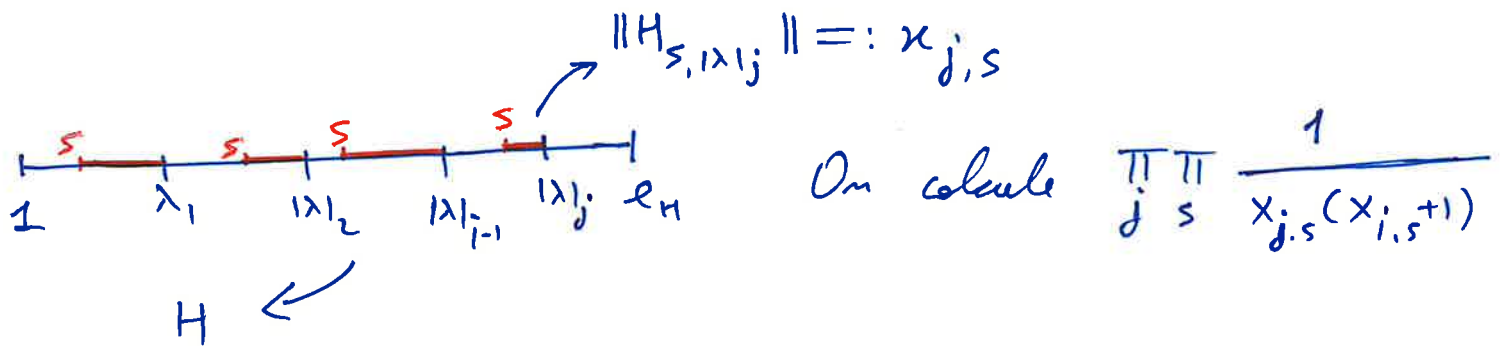 ‖H_{s,|λ|_j}‖ =: x_{j,s}
s s s s
1 λ_1 |λ|_2 |λ|_{j-1} |λ|_j ℓ_H
On calcule ∏_j ∏_s 1/(x_{j,s}(x_{j,s}+1))
H